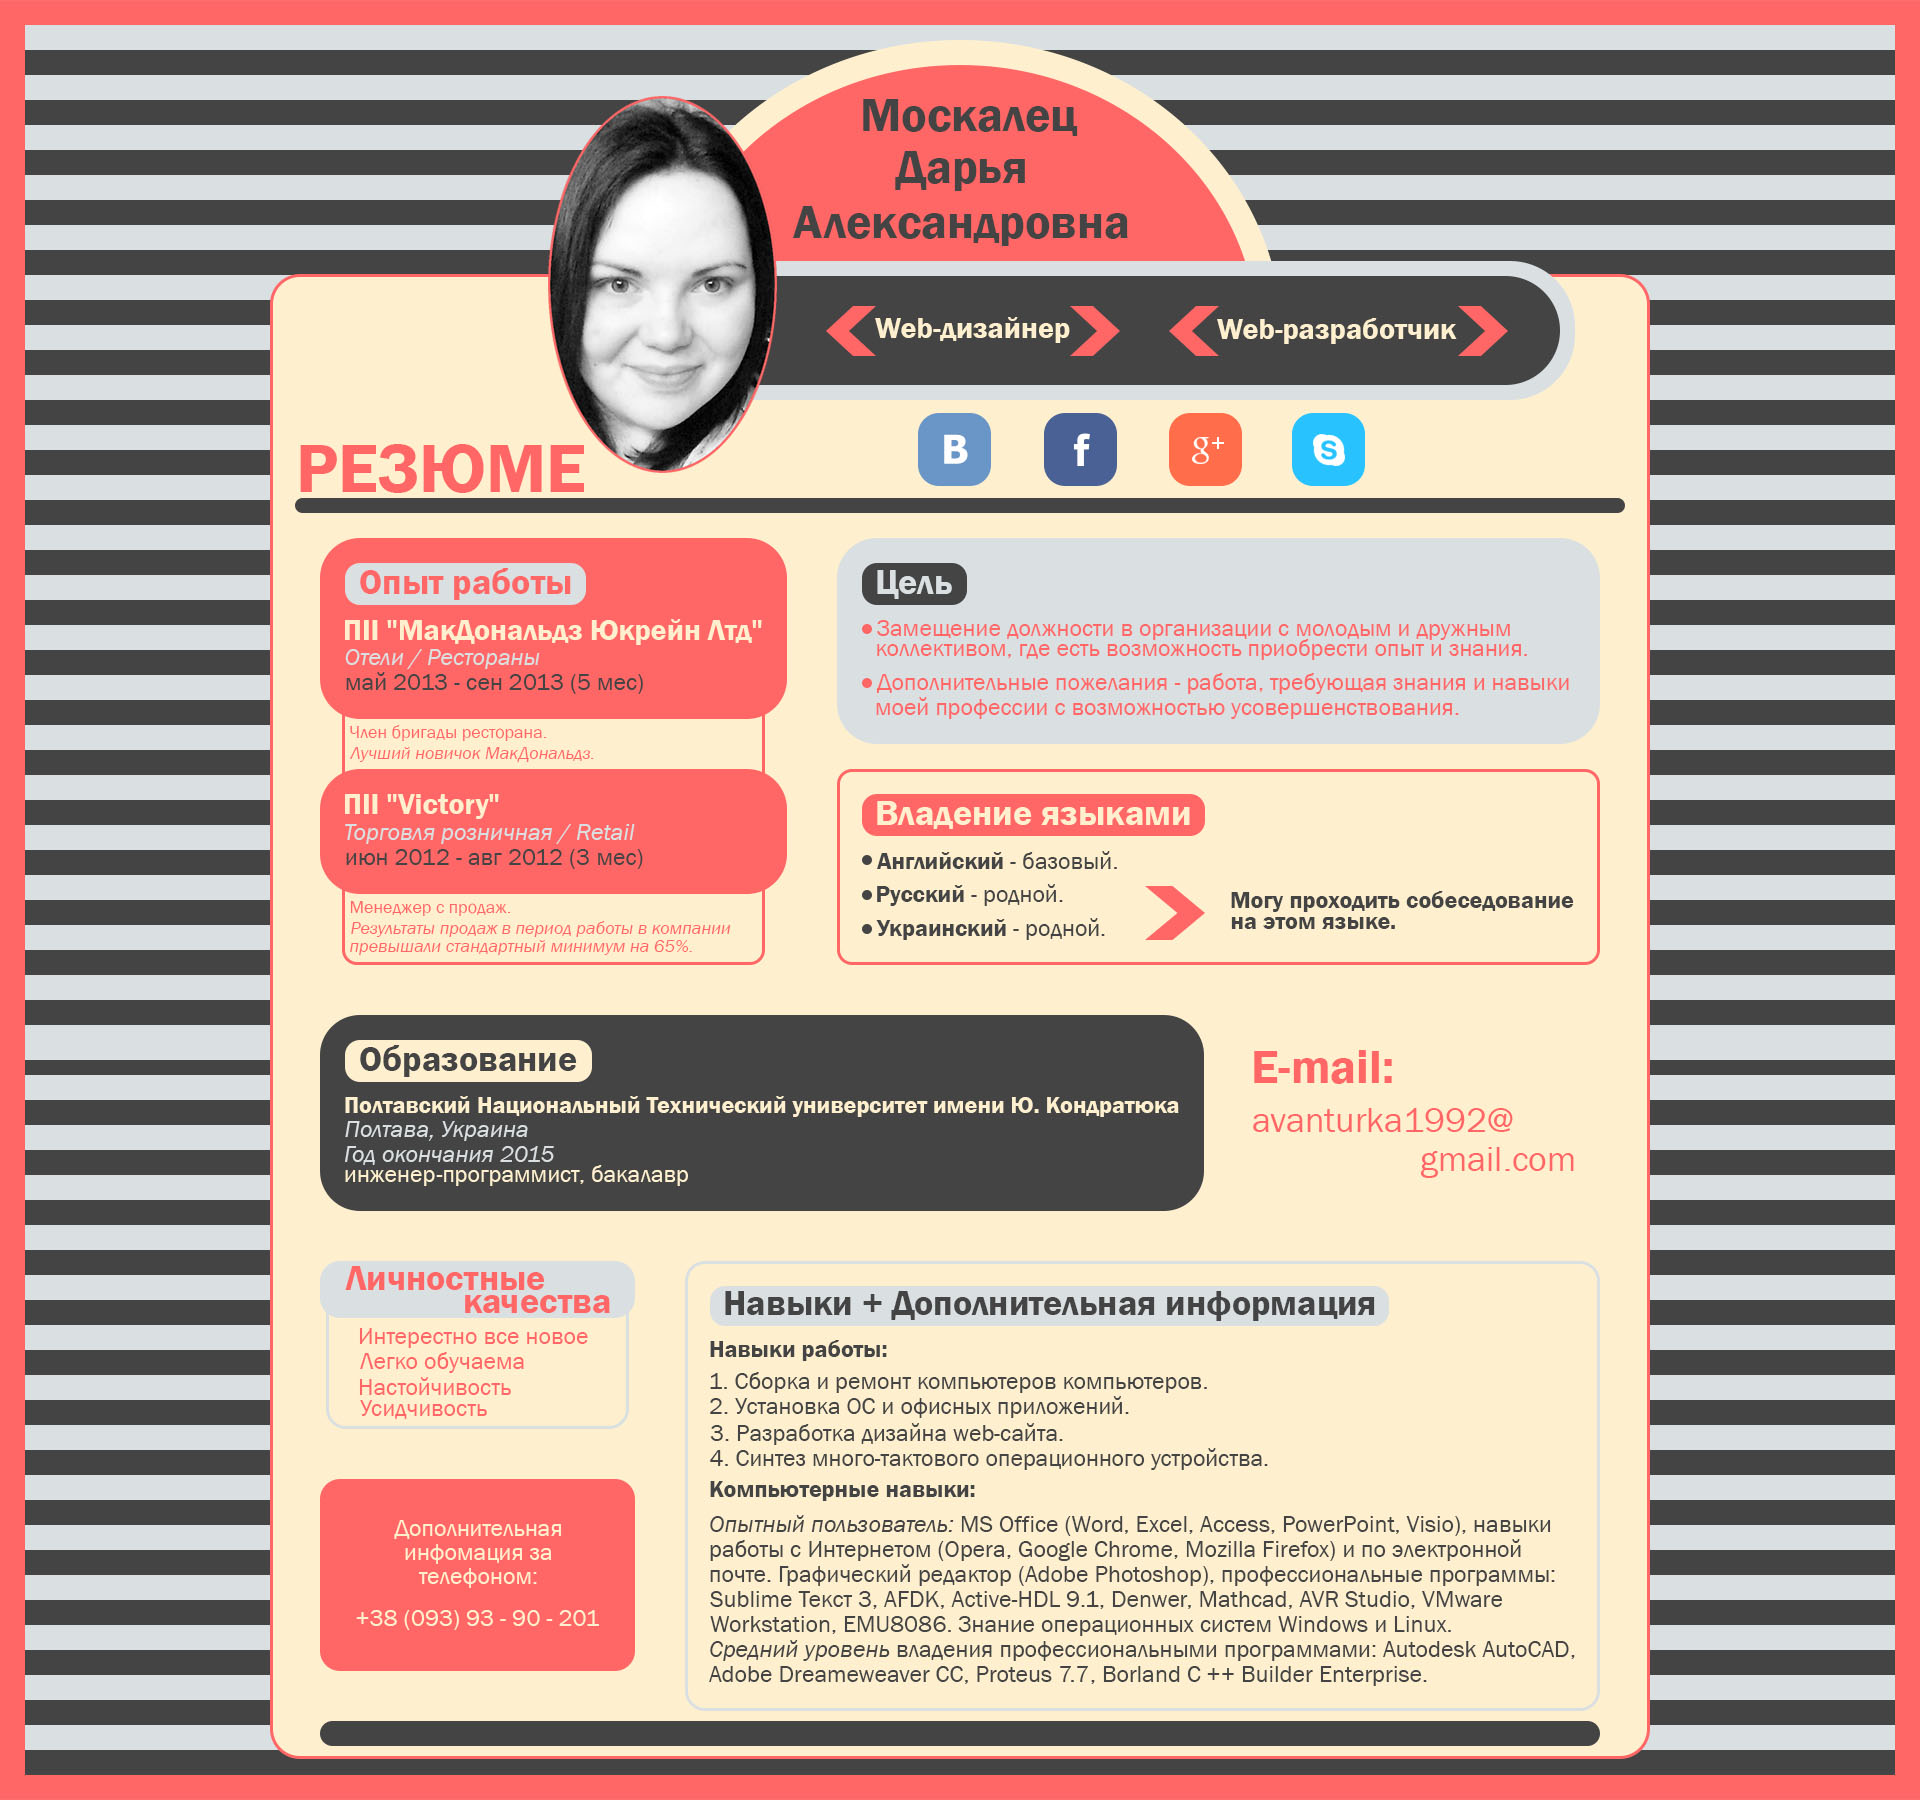 Москалец
Дарья
Александровна
Web-дизайнер
Web-разработчик
B
f
g+
S
РЕЗЮМЕ
Опыт работы
ПІІ "МакДональдз Юкрейн Лтд"
Отели / Рестораны
май 2013 - сен 2013 (5 мес)
Член бригады ресторана.
Лучший новичок МакДональдз.
ПІІ "Victory"
Торговля розничная / Retail
июн 2012 - авг 2012 (3 мес)
Менеджер с продаж.
Результаты продаж в период работы в компании
превышали стандартный минимум на 65%.
Цель
Замещение должности в организации с молодым и дружным
коллективом, где есть возможность приобрести опыт и знания.
Дополнительные пожелания - работа, требующая знания и навыки
моей профессии с возможностью усовершенствования.
Владение языками
Английский - базовый.
Русский - родной.
Украинский - родной.
Могу проходить собеседование
на этом языке.
Образование
Полтавский Национальный Технический университет имени Ю. Кондратюка
Полтава, Украина
Год окончания 2015
инженер-программист, бакалавр
E-mail:
avanturka1992@
gmail.com
Личностные
качества
Интерестно все новое
Легко обучаема
Настойчивость
Усидчивость
Дополнительная
инфомация за
телефоном:
+38 (093) 93 - 90 - 201
Навыки + Дополнительная информация
Навыки работы:
1. Сборка и ремонт компьютеров компьютеров.
2. Установка ОС и офисных приложений.
3. Разработка дизайна web-сайта.
4. Синтез много-тактового операционного устройства.
Компьютерные навыки:
Опытный пользователь: MS Office (Word, Excel, Access, PowerPoint, Visio), навыки
работы с Интернетом (Opera, Google Chrome, Mozilla Firefox) и по электронной
почте. Графический редактор (Adobe Photoshop), профессиональные программы:
Sublime Текст 3, AFDK, Active-HDL 9.1, Denwer, Mathcad, AVR Studio, VMware
Workstation, EMU8086. Знание операционных систем Windows и Linux.
Средний уровень владения профессиональными программами: Autodesk AutoCAD,
Adobe Dreameweaver CC, Proteus 7.7, Borland C ++ Builder Enterprise.